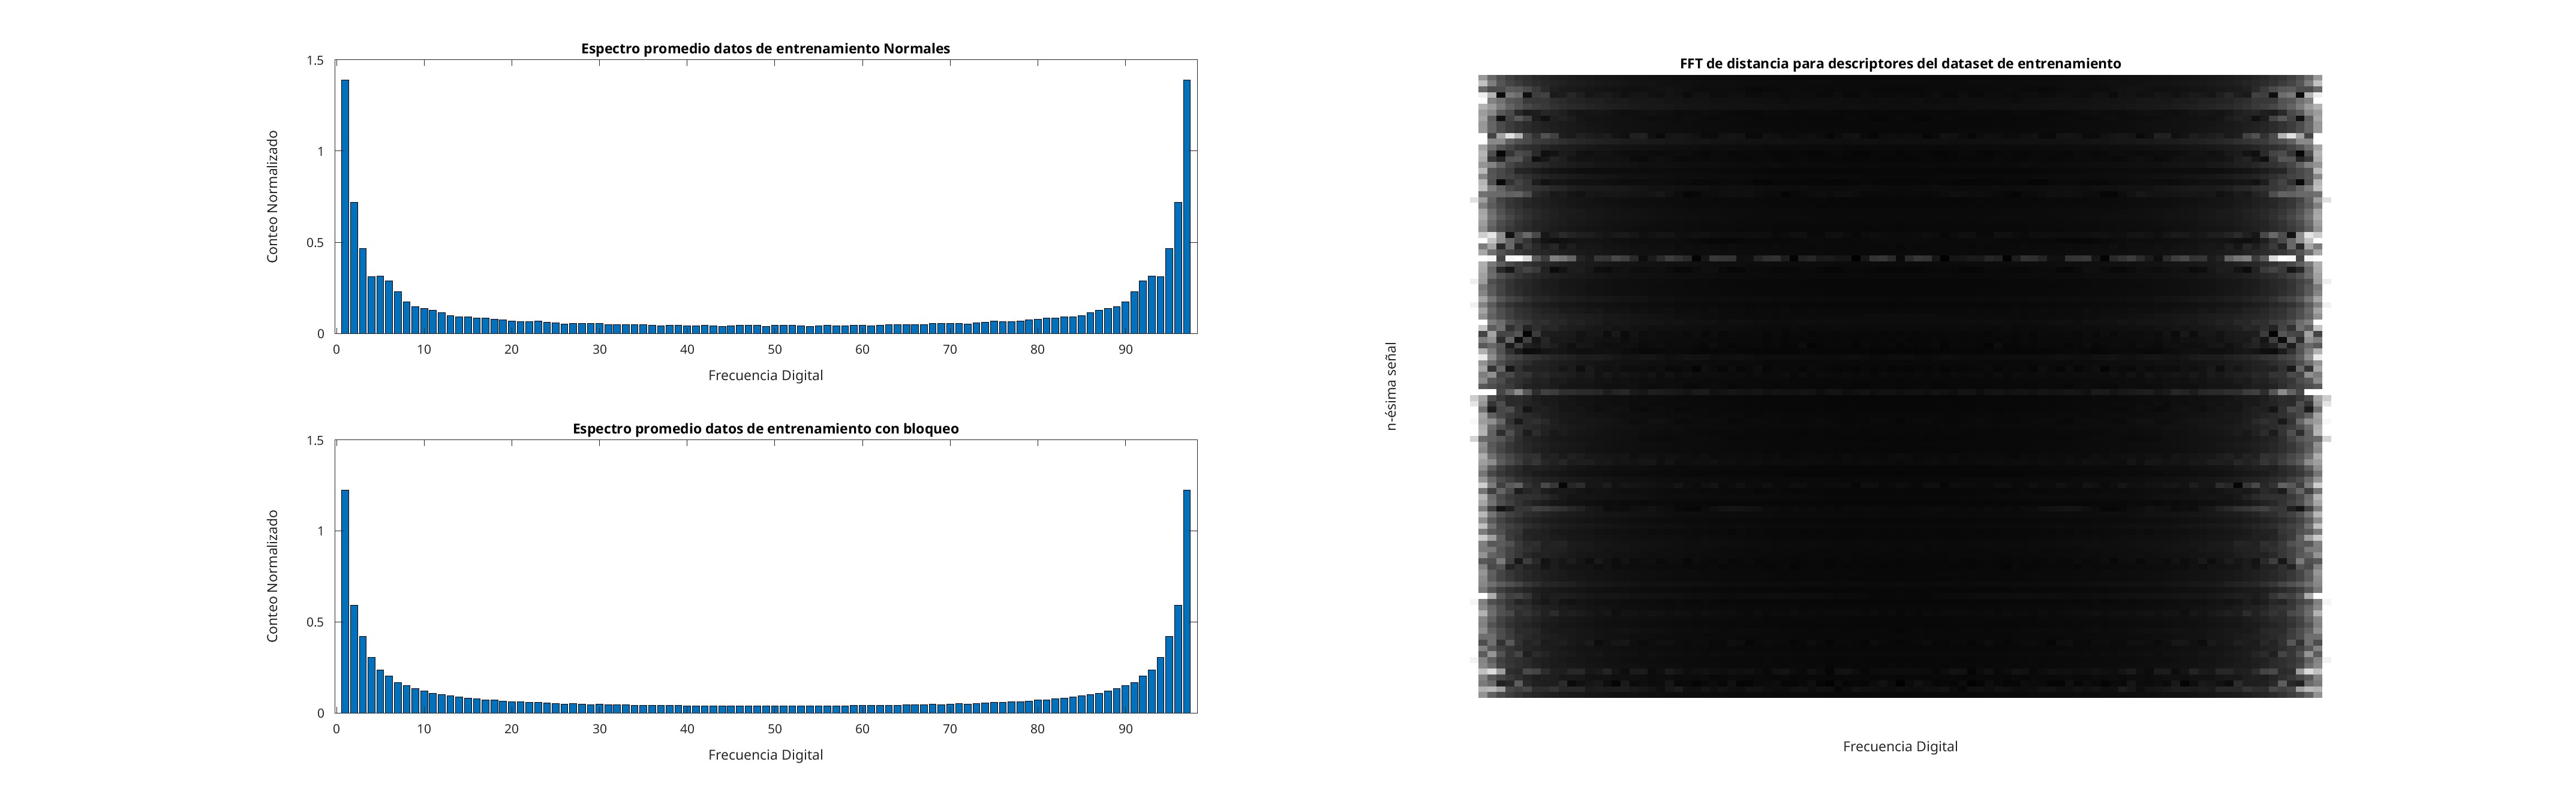 Espectro promedio datos de entrenamiento Normales
1.5
1
0.5
0
Conteo Normalizado
0 10 20 30 40 50 60 70 80 90
Frecuencia Digital
Espectro promedio datos de entrenamiento con bloqueo
1.5
1
0.5
0
Conteo Normalizado
0 10 20 30 40 50 60 70 80 90
Frecuencia Digital
FFT de distancia para descriptores del dataset de entrenamiento
n-ésima señal
Frecuencia Digital